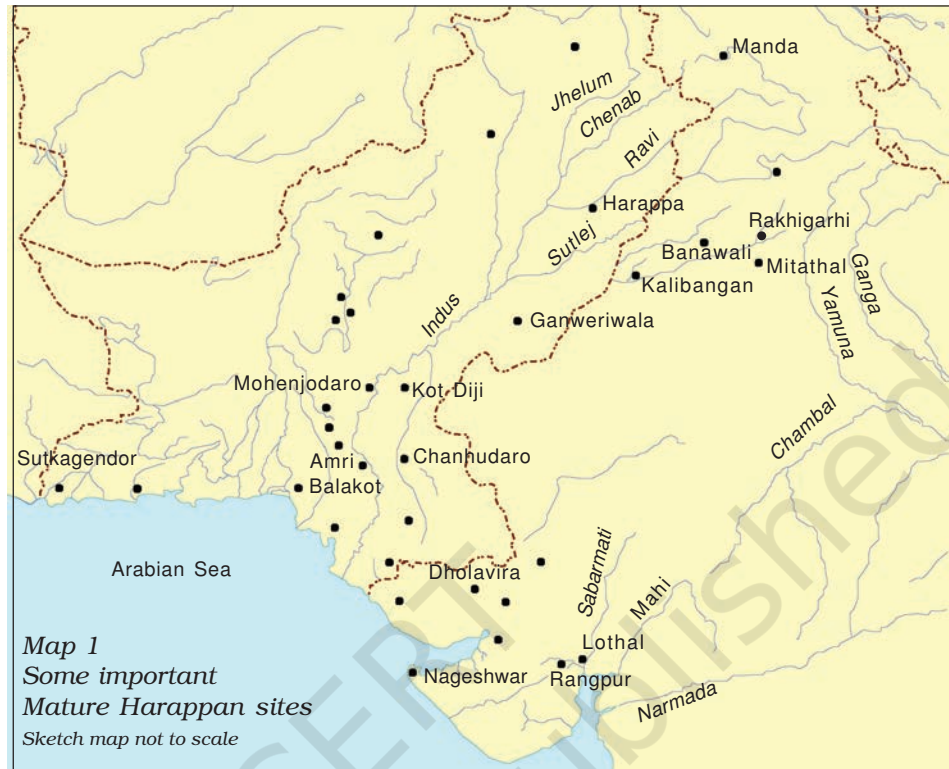 Manda
Jhelum
Chenab
Ravi
Harappa
Sutlej
Rakhigarhi
Banawali
Mitathal
Kalibangan
Ganga
Yamuna
Indus
Ganweriwala
Mohenjodaro
Kot Diji
Chambal
Sutkagendor
Amri
Chanhudaro
Balakot
Arabian Sea
Dholavira
Sabarmati
Mahi
Lothal
Nageshwar
Rangpur
Narmada
Map 1
Some important
Mature Harappan sites
Sketch map not to scale